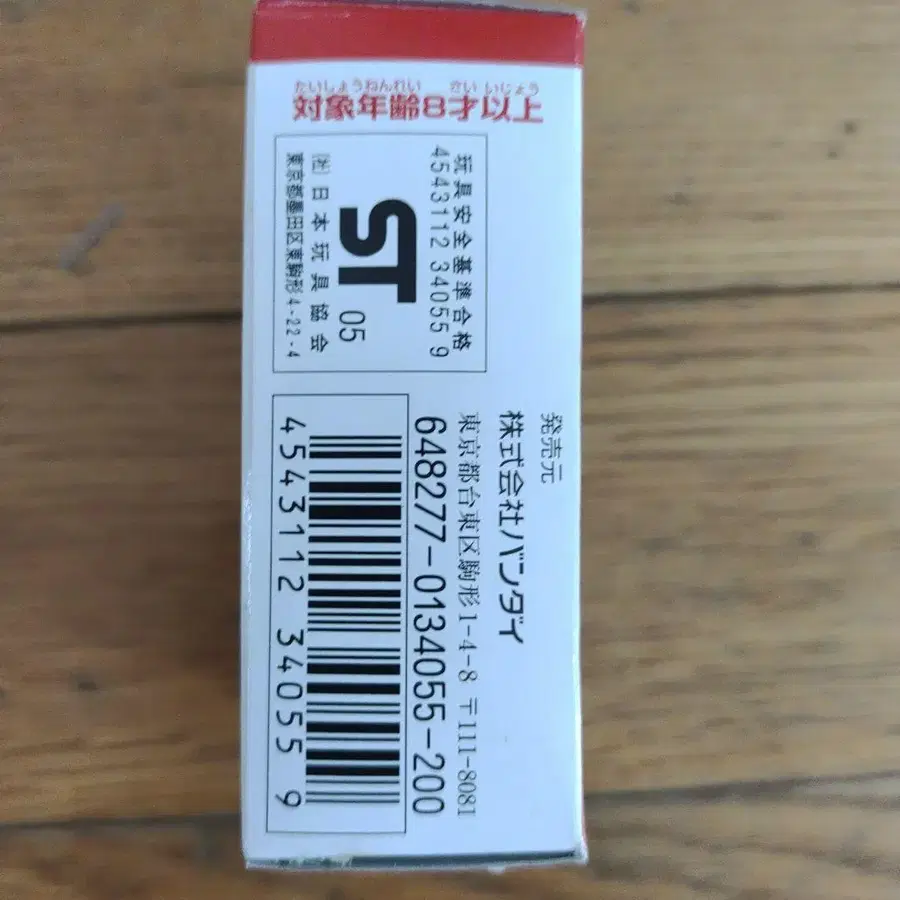 たいしょうねんれい さい いじょう
対象年齢8才以上
玩具安全基準合格
4543112 34055 9
ST 05
(社)日本玩具協会
東京都墨田区東駒形4-22-4
発売元
株式会社バンダイ
東京都台東区駒形1-4-8 〒111-8081
648277-0134055-200
4543112 34055 9